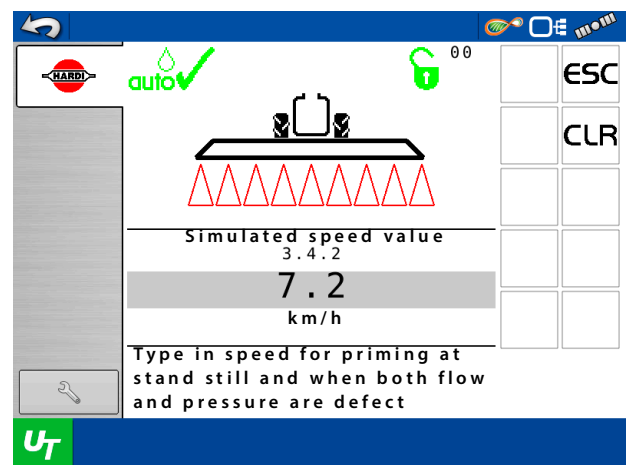 HARDI
auto
00
ESC
CLR
Simulated speed value
3.4.2
7.2
km/h
Type in speed for priming at
stand still and when both flow
and pressure are defect
UT